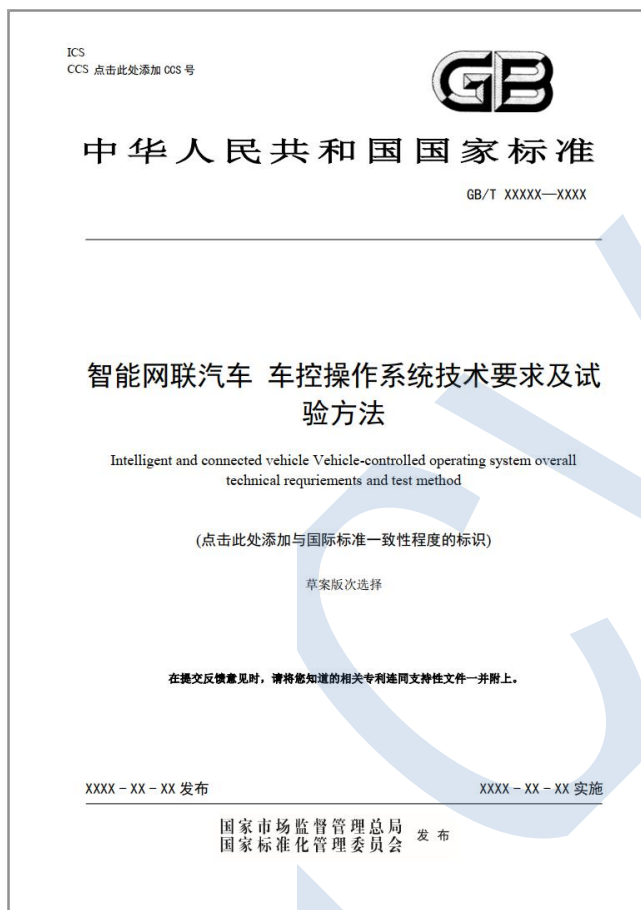 ICS
CCS 点击此处添加 CCS 号
GB
中华人民共和国国家标准
GB/T XXXXX—XXXX
智能网联汽车 车控操作系统技术要求及试
验方法
Intelligent and connected vehicle Vehicle-controlled operating system overall
technical requriements and test method
(点击此处添加与国际标准一致性程度的标识)
草案版次选择
在提交反馈意见时，请将您知道的相关专利连同支持性文件一并附上。
XXXX－XX－XX 发布
XXXX－XX－XX 实施
国家市场监督管理总局
国家标准化管理委员会 发 布